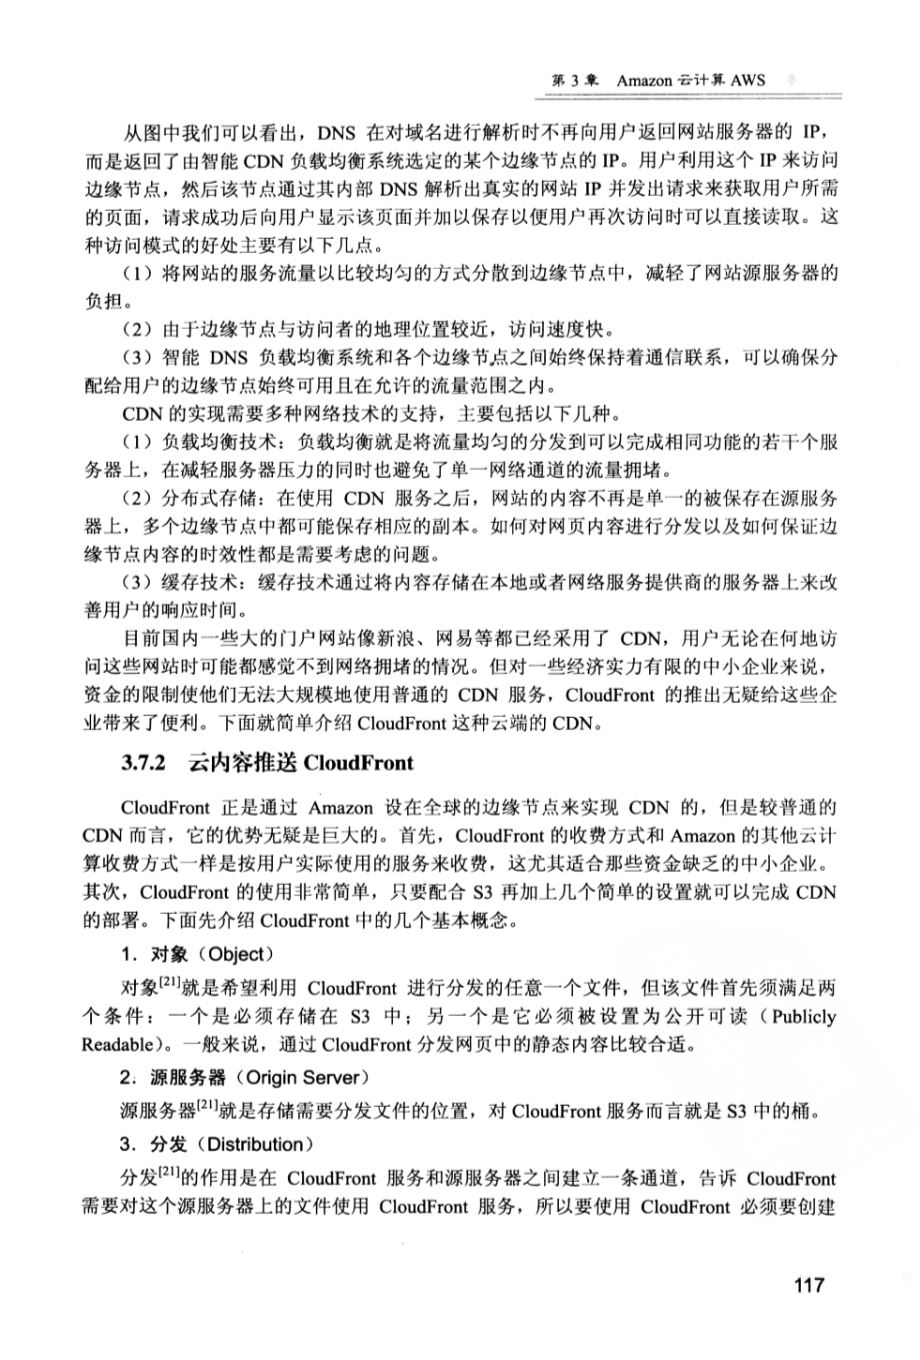 第 3 章 Amazon 云计算 AWS
从图中我们可以看出，DNS 在对域名进行解析时不再向用户返回网站服务器的 IP，
而是返回了由智能 CDN 负载均衡系统选定的某个边缘节点的 IP。用户利用这个 IP 来访问
边缘节点，然后该节点通过其内部 DNS 解析出真实的网站 IP 并发出请求来获取用户所需
的页面，请求成功后向用户显示该页面并加以保存以便用户再次访问时可以直接读取。这
种访问模式的好处主要有以下几点。
（1）将网站的服务流量以比较均匀的方式分散到边缘节点中，减轻了网站源服务器的
负担。
（2）由于边缘节点与访问者的地理位置较近，访问速度快。
（3）智能 DNS 负载均衡系统和各个边缘节点之间始终保持着通信联系，可以确保分
配给用户的边缘节点始终可用且在允许的流量范围之内。
CDN 的实现需要多种网络技术的支持，主要包括以下几种。
（1）负载均衡技术：负载均衡就是将流量均匀的分发到可以完成相同功能的若干个服
务器上，在减轻服务器压力的同时也避免了单一网络通道的流量拥堵。
（2）分布式存储：在使用 CDN 服务之后，网站的内容不再是单一的被保存在源服务
器上，多个边缘节点中都可能保存相应的副本。如何对网页内容进行分发以及如何保证边
缘节点内容的时效性都是需要考虑的问题。
（3）缓存技术：缓存技术通过将内容存储在本地或者网络服务提供商的服务器上来改
善用户的响应时间。
目前国内一些大的门户网站像新浪、网易等都已经采用了 CDN，用户无论在何地访
问这些网站时可能都感觉不到网络拥堵的情况。但对一些经济实力有限的中小企业来说，
资金的限制使他们无法大规模地使用普通的 CDN 服务，CloudFront 的推出无疑给这些企
业带来了便利。下面就简单介绍 CloudFront 这种云端的 CDN。
3.7.2 云内容推送 CloudFront
CloudFront 正是通过 Amazon 设在全球的边缘节点来实现 CDN 的，但是较普通的
CDN 而言，它的优势无疑是巨大的。首先，CloudFront 的收费方式和 Amazon 的其他云计
算收费方式一样是按用户实际使用的服务来收费，这尤其适合那些资金缺乏的中小企业。
其次，CloudFront 的使用非常简单，只要配合 S3 再加上几个简单的设置就可以完成 CDN
的部署。下面先介绍 CloudFront 中的几个基本概念。
1．对象（Object）
对象[21]就是希望利用 CloudFront 进行分发的任意一个文件，但该文件首先须满足两
个条件：一个是必须存储在 S3 中；另一个是它必须被设置为公开可读（Publicly
Readable）。一般来说，通过 CloudFront 分发网页中的静态内容比较合适。
2．源服务器（Origin Server）
源服务器[21]就是存储需要分发文件的位置，对 CloudFront 服务而言就是 S3 中的桶。
3．分发（Distribution）
分发[21]的作用是在 CloudFront 服务和源服务器之间建立一条通道，告诉 CloudFront
需要对这个源服务器上的文件使用 CloudFront 服务，所以要使用 CloudFront 必须要创建
117